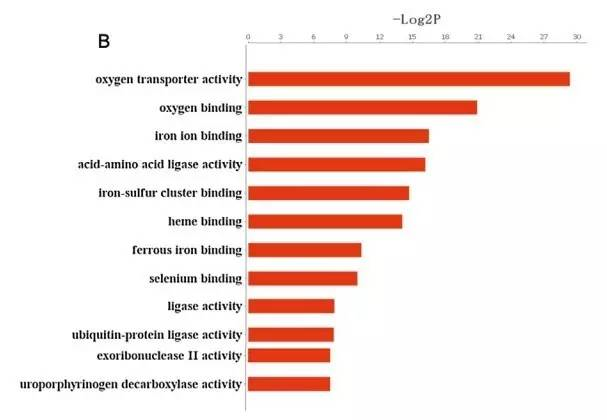 −Log2P
B
0 3 6 9 12 15 18 21 24 27 30
oxygen transporter activity
oxygen binding
iron ion binding
acid-amino acid ligase activity
iron-sulfur cluster binding
heme binding
ferrous iron binding
selenium binding
ligase activity
ubiquitin-protein ligase activity
exoribonuclease II activity
uroporphyrinogen decarboxylase activity